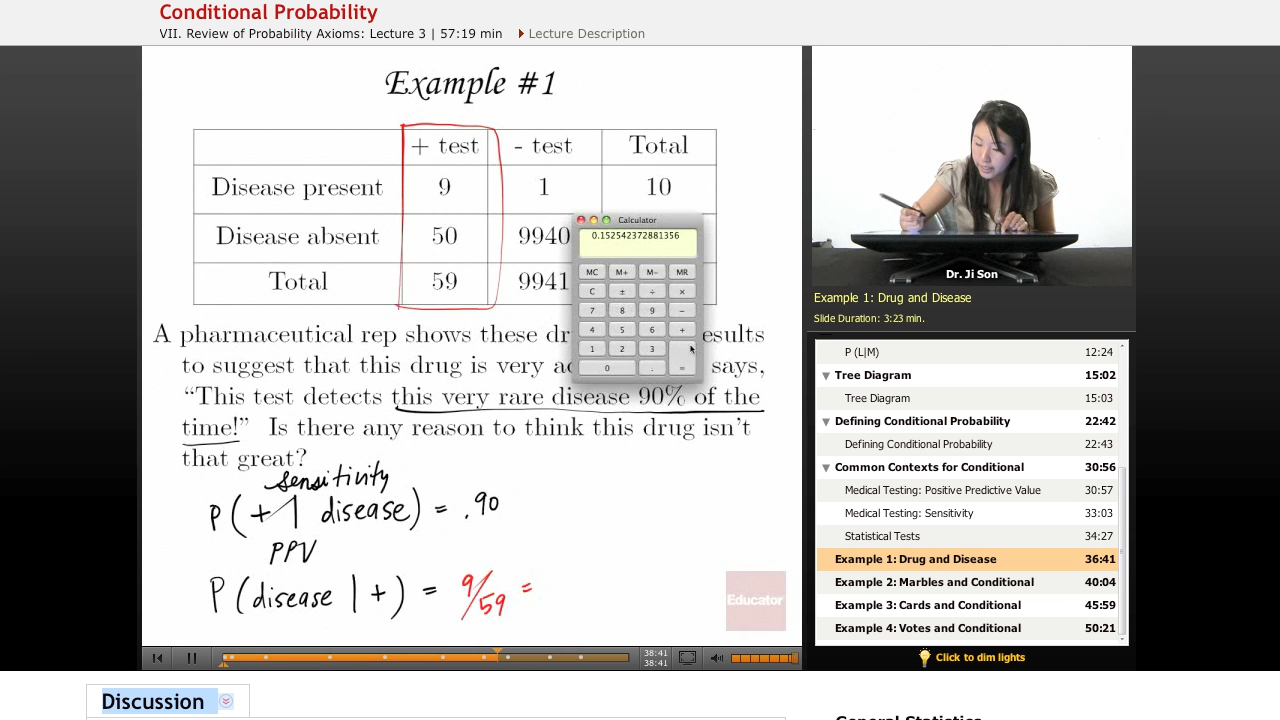 Conditional Probability
VII. Review of Probability Axioms: Lecture 3 | 57:19 min Lecture Description
Example #1
+ test - test Total
Disease present 9 1 10
Disease absent 50 9940
Total 59 9941
A pharmaceutical rep shows these dr esults
to suggest that this drug is very ac says,
“This test detects this very rare disease 90% of the
time!” Is there any reason to think this drug isn’t
that great?
sensitivity
P (+ | disease) = .90
PPV
P (disease | +) = 9/59 =
Calculator
0.152542372881356
MC M+ M− MR
C ± ÷ ×
7 8 9 −
4 5 6 +
1 2 3
0 . =
Educator
38:41
38:41
Dr. Ji Son
Example 1: Drug and Disease
Slide Duration: 3:23 min.
P (L|M) 12:24
Tree Diagram 15:02
Tree Diagram 15:03
Defining Conditional Probability 22:42
Defining Conditional Probability 22:43
Common Contexts for Conditional 30:56
Medical Testing: Positive Predictive Value 30:57
Medical Testing: Sensitivity 33:03
Statistical Tests 34:27
Example 1: Drug and Disease 36:41
Example 2: Marbles and Conditional 40:04
Example 3: Cards and Conditional 45:59
Example 4: Votes and Conditional 50:21
Click to dim lights
Discussion
General Statistics